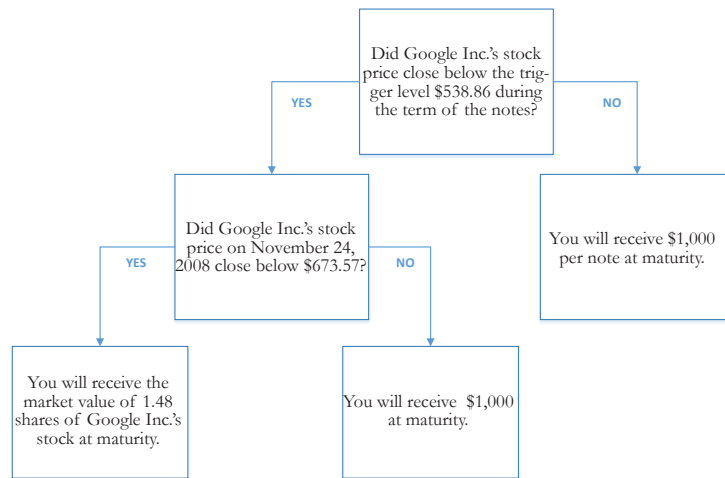 Did Google Inc.'s stock
price close below the trig-
ger level $538.86 during
the term of the notes?
YES
NO
Did Google Inc.'s stock
price on November 24,
2008 close below $673.57?
You will receive $1,000
per note at maturity.
YES
NO
You will receive the
market value of 1.48
shares of Google Inc.'s
stock at maturity.
You will receive $1,000
at maturity.